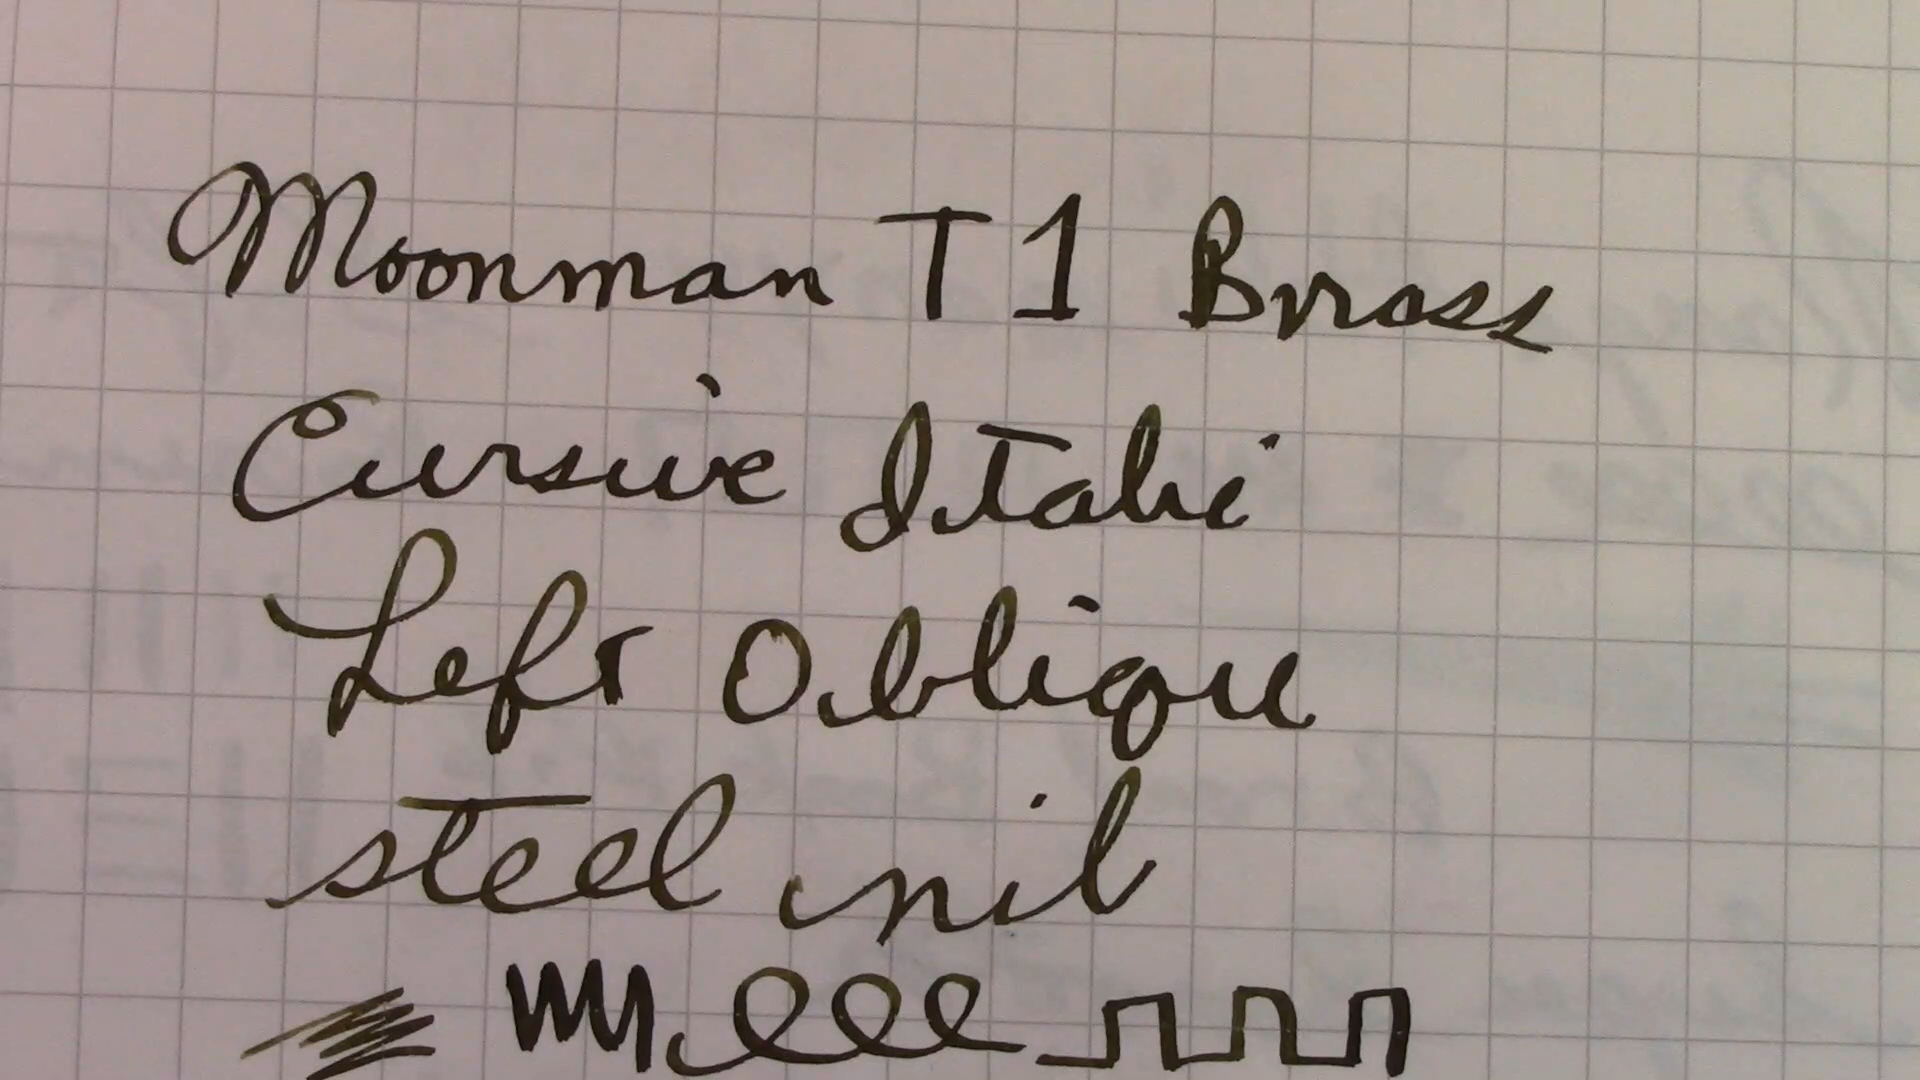 Moonman T1 Brass
Cursive Italic
Left Oblique
steel nib